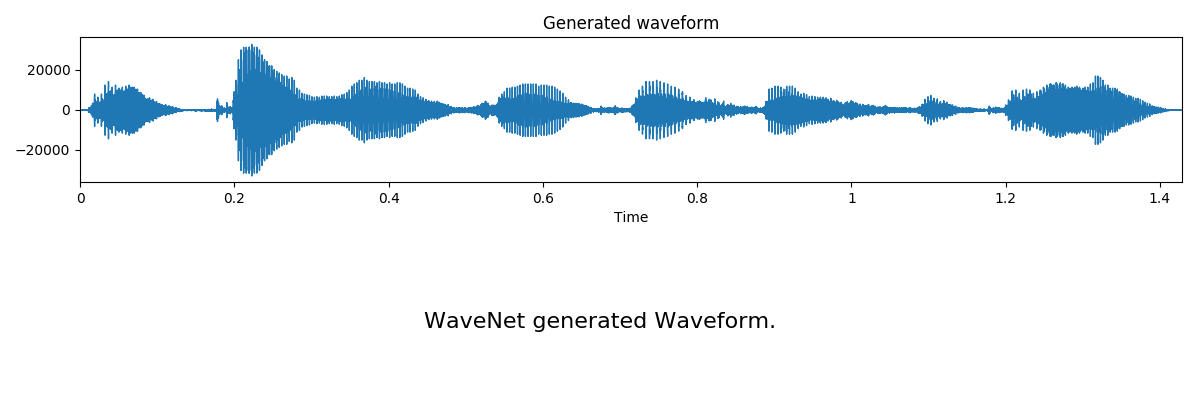 Generated waveform
20000
0
−20000
0 0.2 0.4 0.6 0.8 1 1.2 1.4
Time
WaveNet generated Waveform.